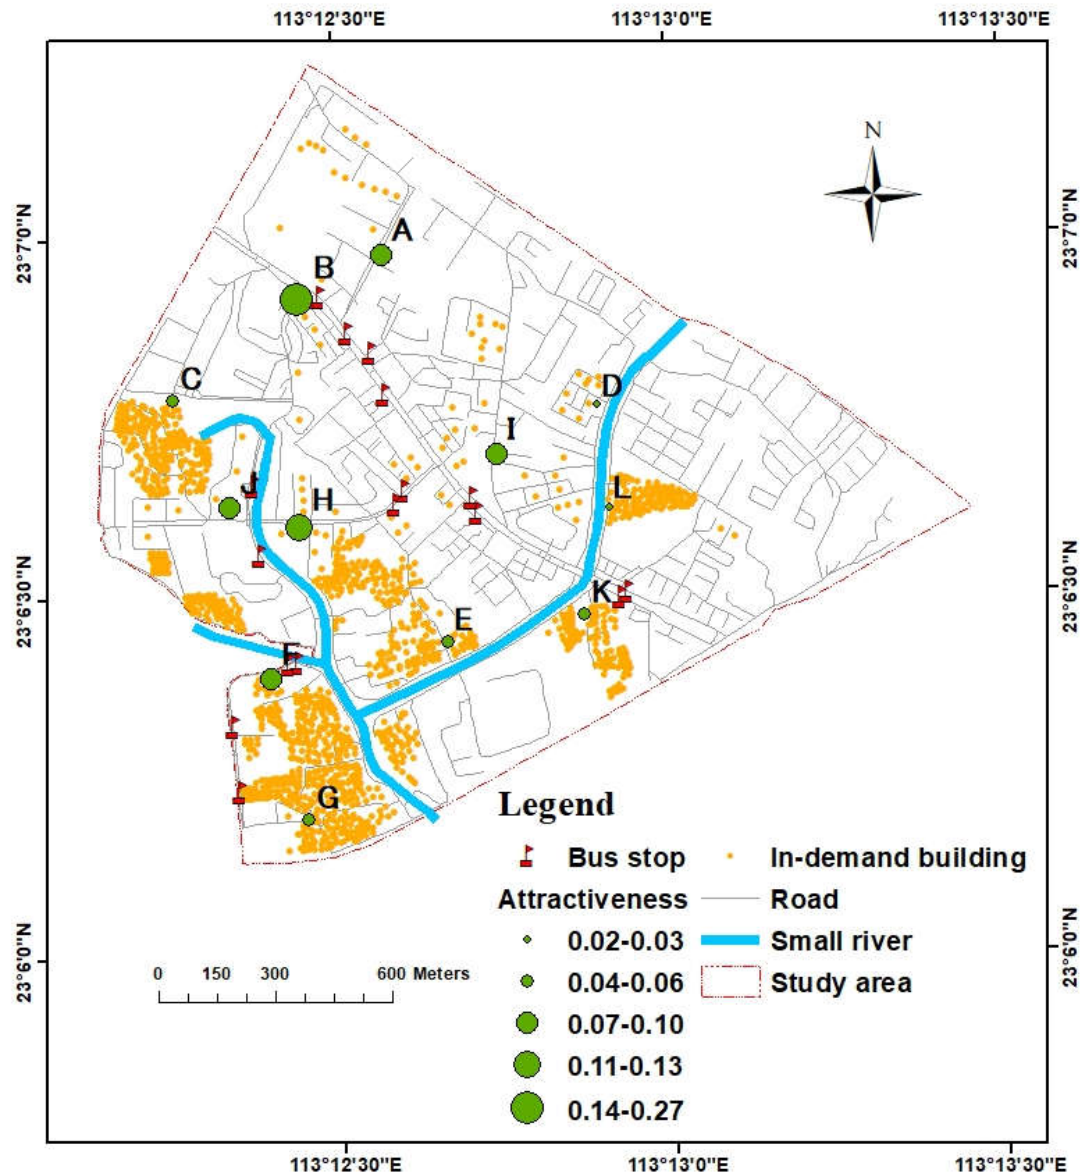 113°12'30"E 113°13'0"E 113°13'30"E
N
23°7'0"N 23°7'0"N
A
B
C
D
I
J
L
H
23°6'30"N 23°6'30"N
K
E
F
G
Legend
Bus stop In-demand building
Attractiveness Road
0.02-0.03 Small river
0.04-0.06 Study area
0.07-0.10
0.11-0.13
0.14-0.27
0 150 300 600 Meters
23°6'0"N 23°6'0"N
113°12'30"E 113°13'0"E 113°13'30"E